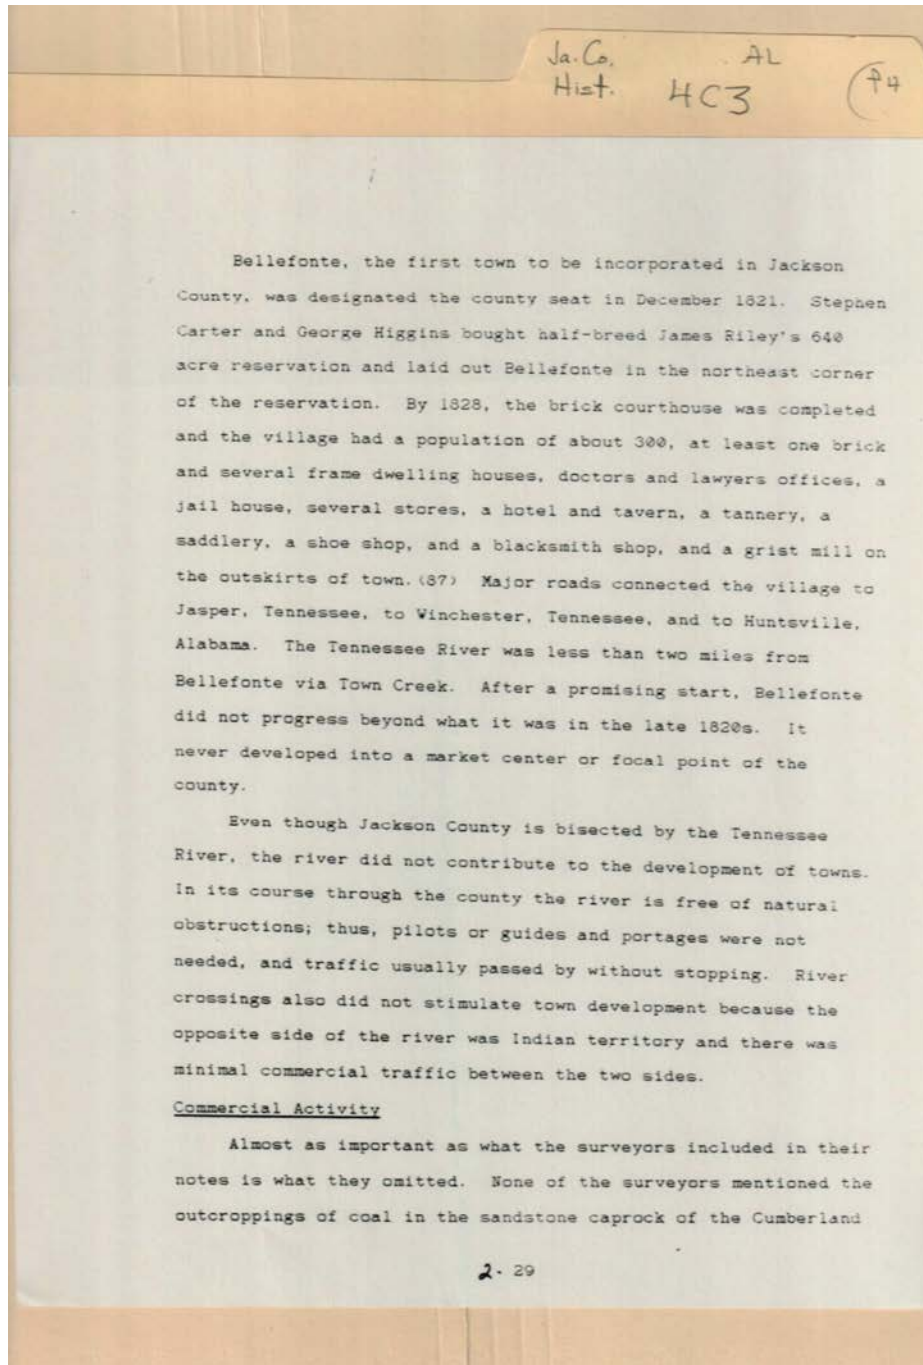 Ja. Co. AL
Hist. 4C3 P4
Bellefonte, the first town to be incorporated in Jackson
County, was designated the county seat in December 1821. Stephen
Carter and George Higgins bought half-breed James Riley's 640
acre reservation and laid out Bellefonte in the northeast corner
of the reservation. By 1828, the brick courthouse was completed
and the village had a population of about 300, at least one brick
and several frame dwelling houses, doctors and lawyers offices, a
jail house, several stores, a hotel and tavern, a tannery, a
saddlery, a shoe shop, and a blacksmith shop, and a grist mill on
the outskirts of town.(87) Major roads connected the village to
Jasper, Tennessee, to Winchester, Tennessee, and to Huntsville,
Alabama. The Tennessee River was less than two miles from
Bellefonte via Town Creek. After a promising start, Bellefonte
did not progress beyond what it was in the late 1820s. It
never developed into a market center or focal point of the
county.
Even though Jackson County is bisected by the Tennessee
River, the river did not contribute to the development of towns.
In its course through the county the river is free of natural
obstructions; thus, pilots or guides and portages were not
needed, and traffic usually passed by without stopping. River
crossings also did not stimulate town development because the
opposite side of the river was Indian territory and there was
minimal commercial traffic between the two sides.
Commercial Activity
Almost as important as what the surveyors included in their
notes is what they omitted. None of the surveyors mentioned the
outcroppings of coal in the sandstone caprock of the Cumberland
2- 29